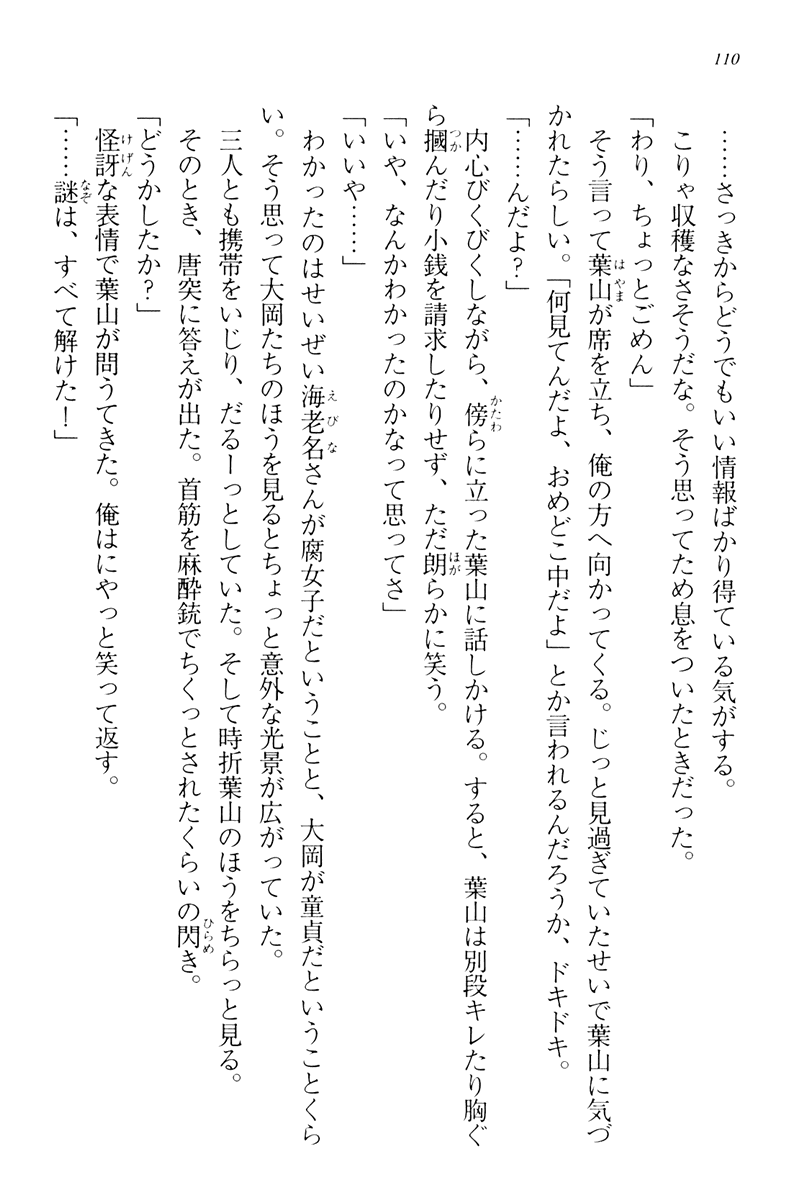 110
……さっきからどうでもいい情報ばかり得ている気がする。
こりゃ収穫なさそうだな。そう思ってため息をついたときだった。
「わり、ちょっとごめん」
そう言って葉山が席を立ち、俺の方へ向かってくる。じっと見過ぎていたせいで葉山に気づ
かれたらしい。「何見てんだよ、おめどこ中だよ」とか言われるんだろうか、ドキドキ。
「……んだよ？」
内心びくびくしながら、傍らに立った葉山に話しかける。すると、葉山は別段キレたり胸ぐ
ら摑んだり小銭を請求したりせず、ただ朗らかに笑う。
「いや、なんかわかったのかなって思ってさ」
「いいや……」
わかったのはせいぜい海老名さんが腐女子だということと、大岡が童貞だということくら
い。そう思って大岡たちのほうを見るとちょっと意外な光景が広がっていた。
三人とも携帯をいじり、だるーっとしていた。そして時折葉山のほうをちらっと見る。
そのとき、唐突に答えが出た。首筋を麻酔銃でちくっとされたくらいの閃き。
「どうかしたか？」
怪訝な表情で葉山が問うてきた。俺はにやっと笑って返す。
「……謎は、すべて解けた！」